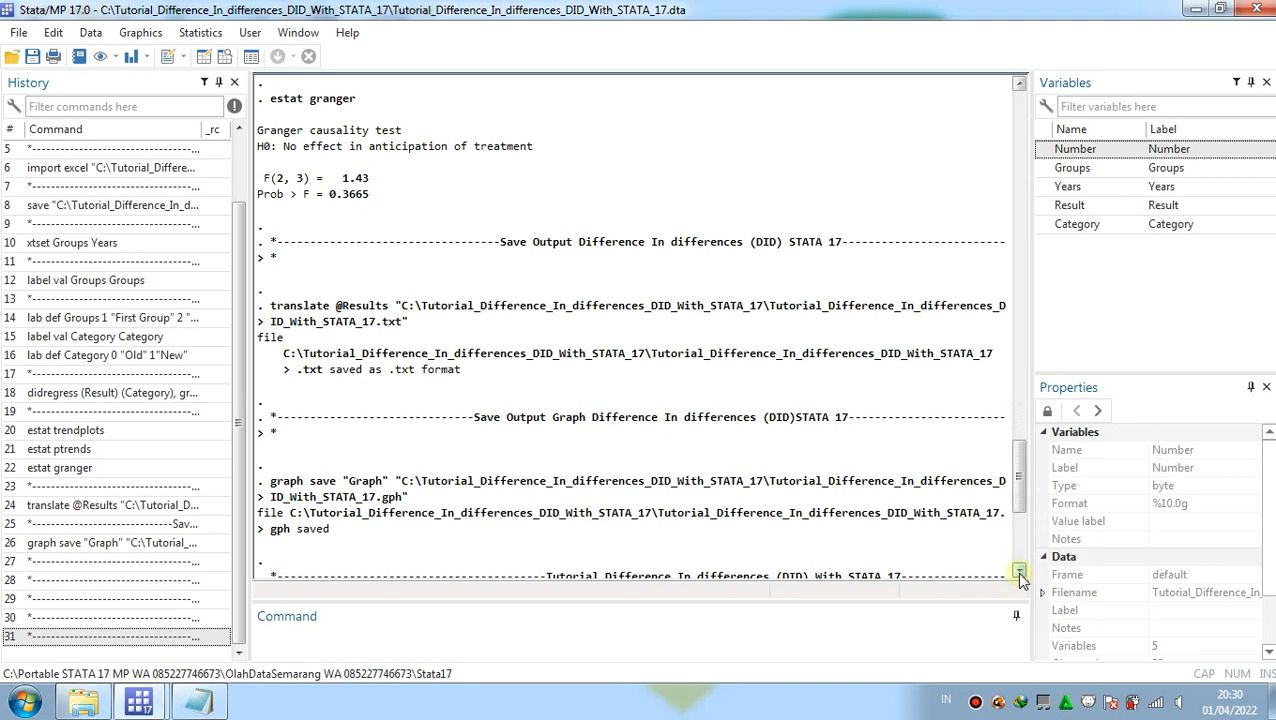 Stata/MP 17.0 - C:\Tutorial_Difference_In_differences_DID_With_STATA_17\Tutorial_Difference_In_differences_DID_With_STATA_17.dta
File Edit Data Graphics Statistics User Window Help
History
Filter commands here
# Command _rc
5 *-----------------------------------...
6 import excel "C:\Tutorial_Differe...
7 *-----------------------------------...
8 save "C:\Tutorial_Difference_In_d...
9 *-----------------------------------...
10 xtset Groups Years
11 *-----------------------------------...
12 label val Groups Groups
13 *-----------------------------------...
14 lab def Groups 1 "First Group" 2 "...
15 label val Category Category
16 lab def Category 0 "Old" 1"New"
17 *-----------------------------------...
18 didregress (Result) (Category), gr...
19 *-----------------------------------...
20 estat trendplots
21 estat ptrends
22 estat granger
23 *-----------------------------------...
24 translate @Results "C:\Tutorial_D...
25 *-------------------------------Sav...
26 graph save "Graph" "C:\Tutorial_...
27 *-----------------------------------...
28 *-----------------------------------...
29 *-----------------------------------...
30 *-----------------------------------...
31 *-----------------------------------...
.
. estat granger
Granger causality test
H0: No effect in anticipation of treatment
F(2, 3) = 1.43
Prob > F = 0.3665
.
. *----------------------------------Save Output Difference In differences (DID) STATA 17-------------------------
> *
.
. translate @Results "C:\Tutorial_Difference_In_differences_DID_With_STATA_17\Tutorial_Difference_In_differences_D
> ID_With_STATA_17.txt"
file
C:\Tutorial_Difference_In_differences_DID_With_STATA_17\Tutorial_Difference_In_differences_DID_With_STATA_17
> .txt saved as .txt format
.
. *------------------------------Save Output Graph Difference In differences (DID)STATA 17------------------------
> *
.
. graph save "Graph" "C:\Tutorial_Difference_In_differences_DID_With_STATA_17\Tutorial_Difference_In_differences_D
> ID_With_STATA_17.gph"
file C:\Tutorial_Difference_In_differences_DID_With_STATA_17\Tutorial_Difference_In_differences_DID_With_STATA_17.
> gph saved
.
. *-----------------------------------------Tutorial Difference In differences (DID) With STATA 17----------------
Command
Variables
Filter variables here
Name Label
Number Number
Groups Groups
Years Years
Result Result
Category Category
Properties
Variables
Name Number
Label Number
Type byte
Format %10.0g
Value label
Notes
Data
Frame default
Filename Tutorial_Difference_In_
Label
Notes
Variables 5
C:\Portable STATA 17 MP WA 085227746673\OlahDataSemarang WA 085227746673\Stata17
CAP NUM INS
IN
20:30
01/04/2022